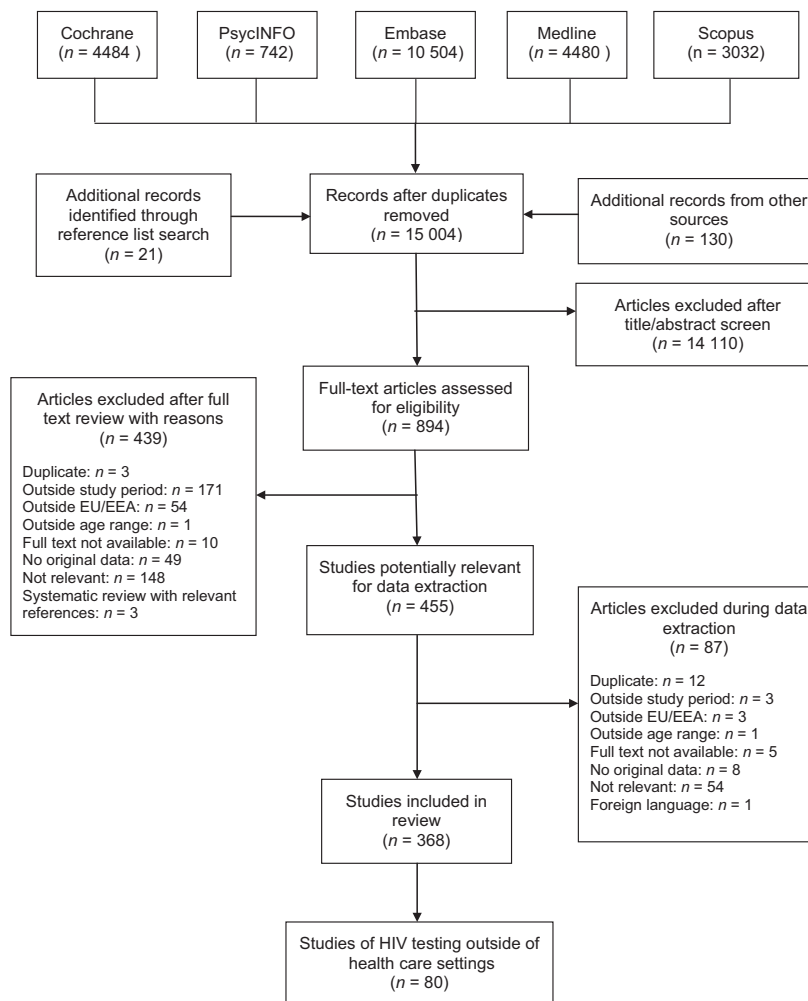 Cochrane
(n = 4484 )
PsycINFO
(n = 742)
Embase
(n = 10 504)
Medline
(n = 4480 )
Scopus
(n = 3032)
Additional records
identified through
reference list search
(n = 21)
Records after duplicates
removed
(n = 15 004)
Additional records from other
sources
(n = 130)
Articles excluded after
title/abstract screen
(n = 14 110)
Full-text articles assessed
for eligibility
(n = 894)
Articles excluded after full
text review with reasons
(n = 439)
Duplicate: n = 3
Outside study period: n = 171
Outside EU/EEA: n = 54
Outside age range: n = 1
Full text not available: n = 10
No original data: n = 49
Not relevant: n = 148
Systematic review with relevant
references: n = 3
Studies potentially relevant
for data extraction
(n = 455)
Articles excluded during data
extraction
(n = 87)
Duplicate: n = 12
Outside study period: n = 3
Outside EU/EEA: n = 3
Outside age range: n = 1
Full text not available: n = 5
No original data: n = 8
Not relevant: n = 54
Foreign language: n = 1
Studies included in
review
(n = 368)
Studies of HIV testing outside of
health care settings
(n = 80)